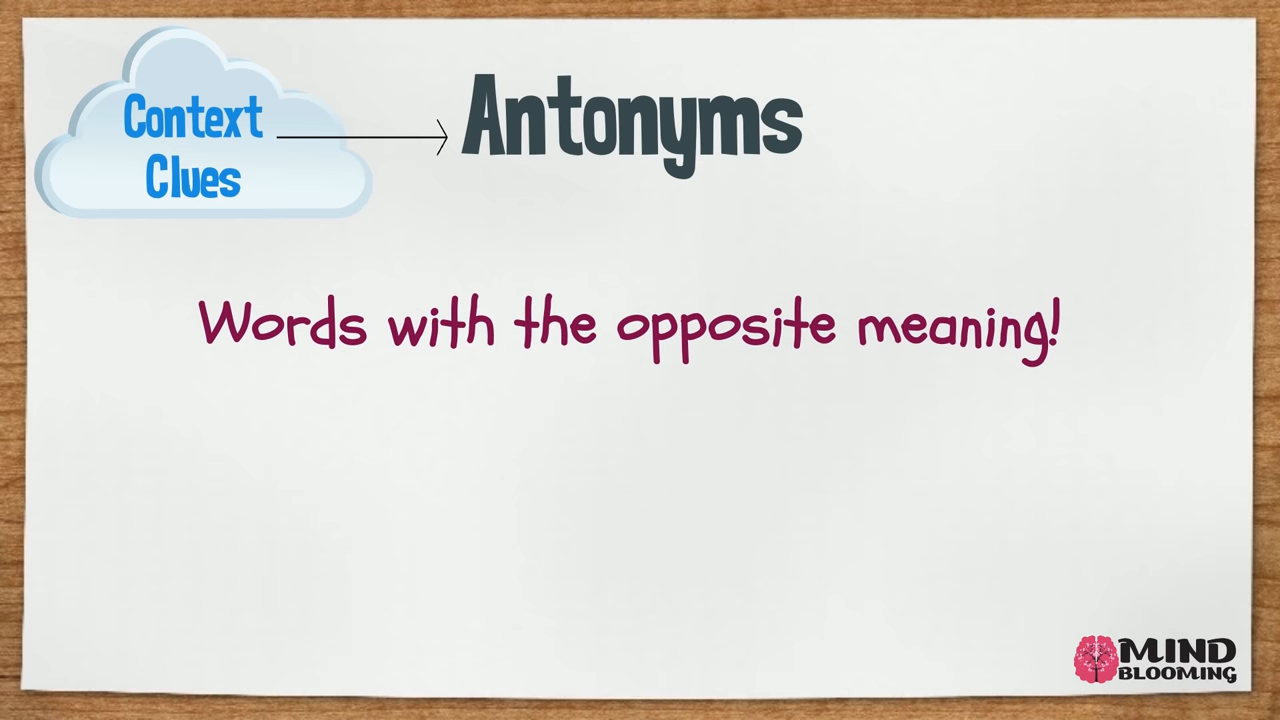 Context
Clues
Antonyms
Words with the opposite meaning!
MIND
BLOOMING